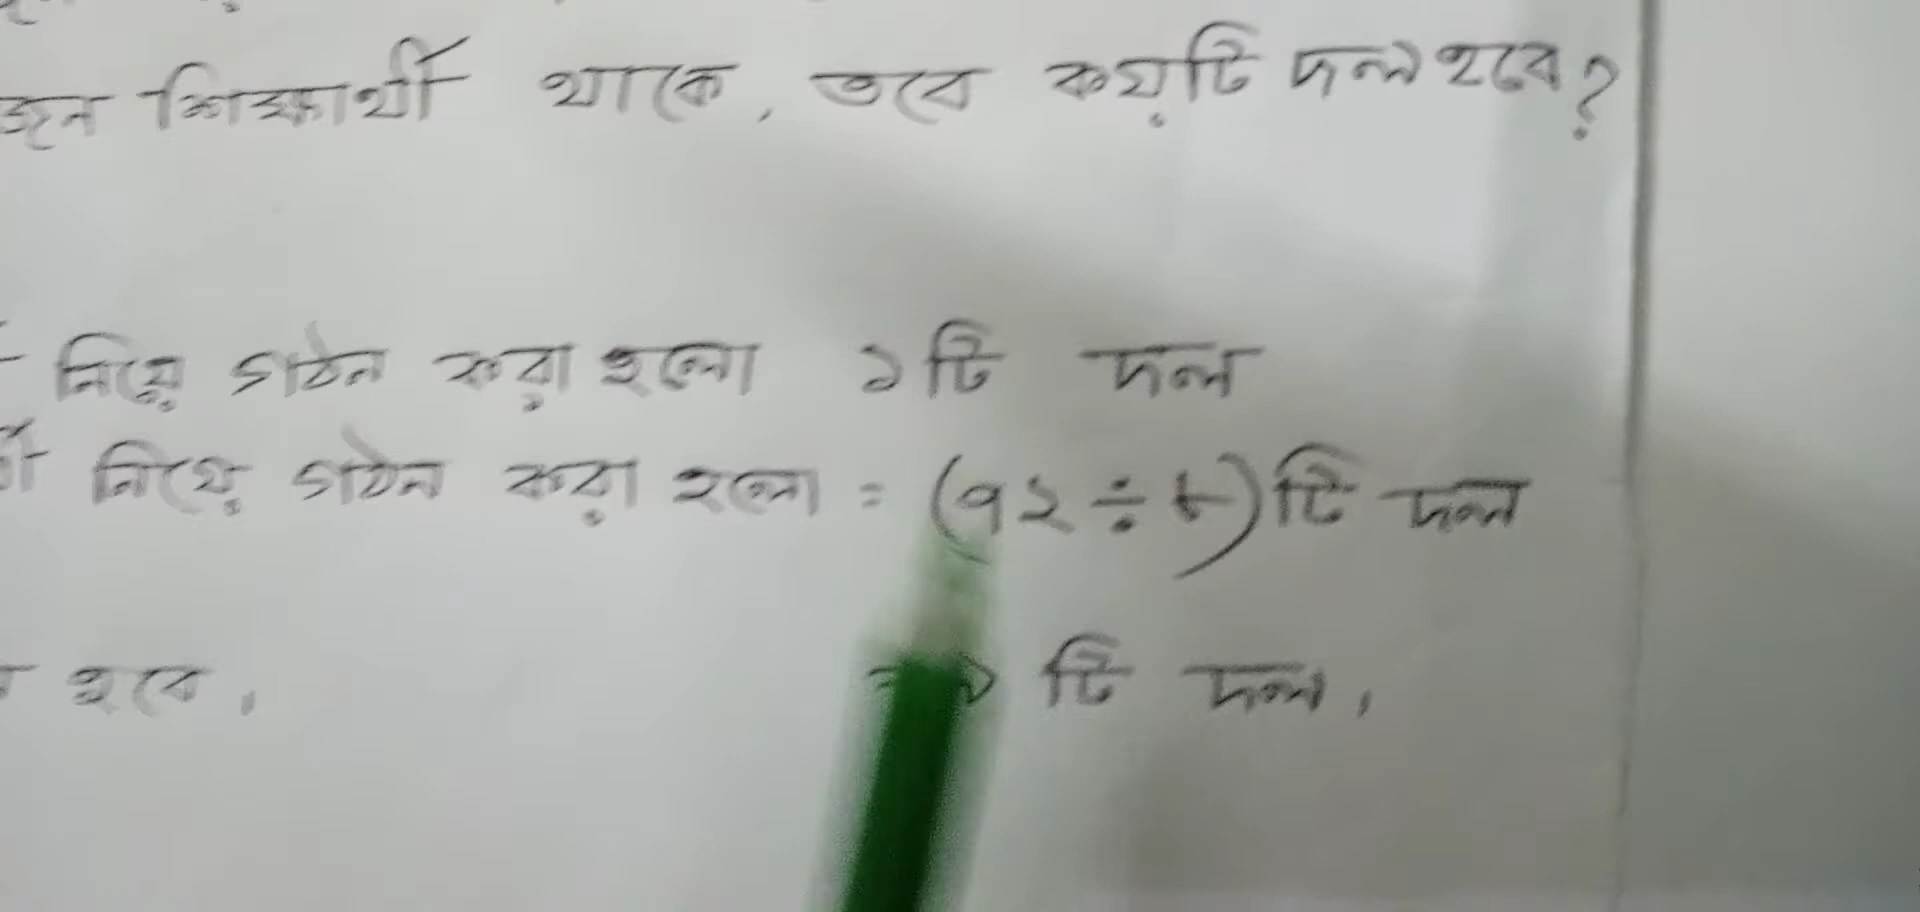 জন শিক্ষার্থী থাকে, তবে কয়টি দল হবে?
নিয়ে গঠন করা হলো ১টি দল
নিয়ে গঠন করা হলো = (৭২÷৮)টি দল
হবে। টি দল।